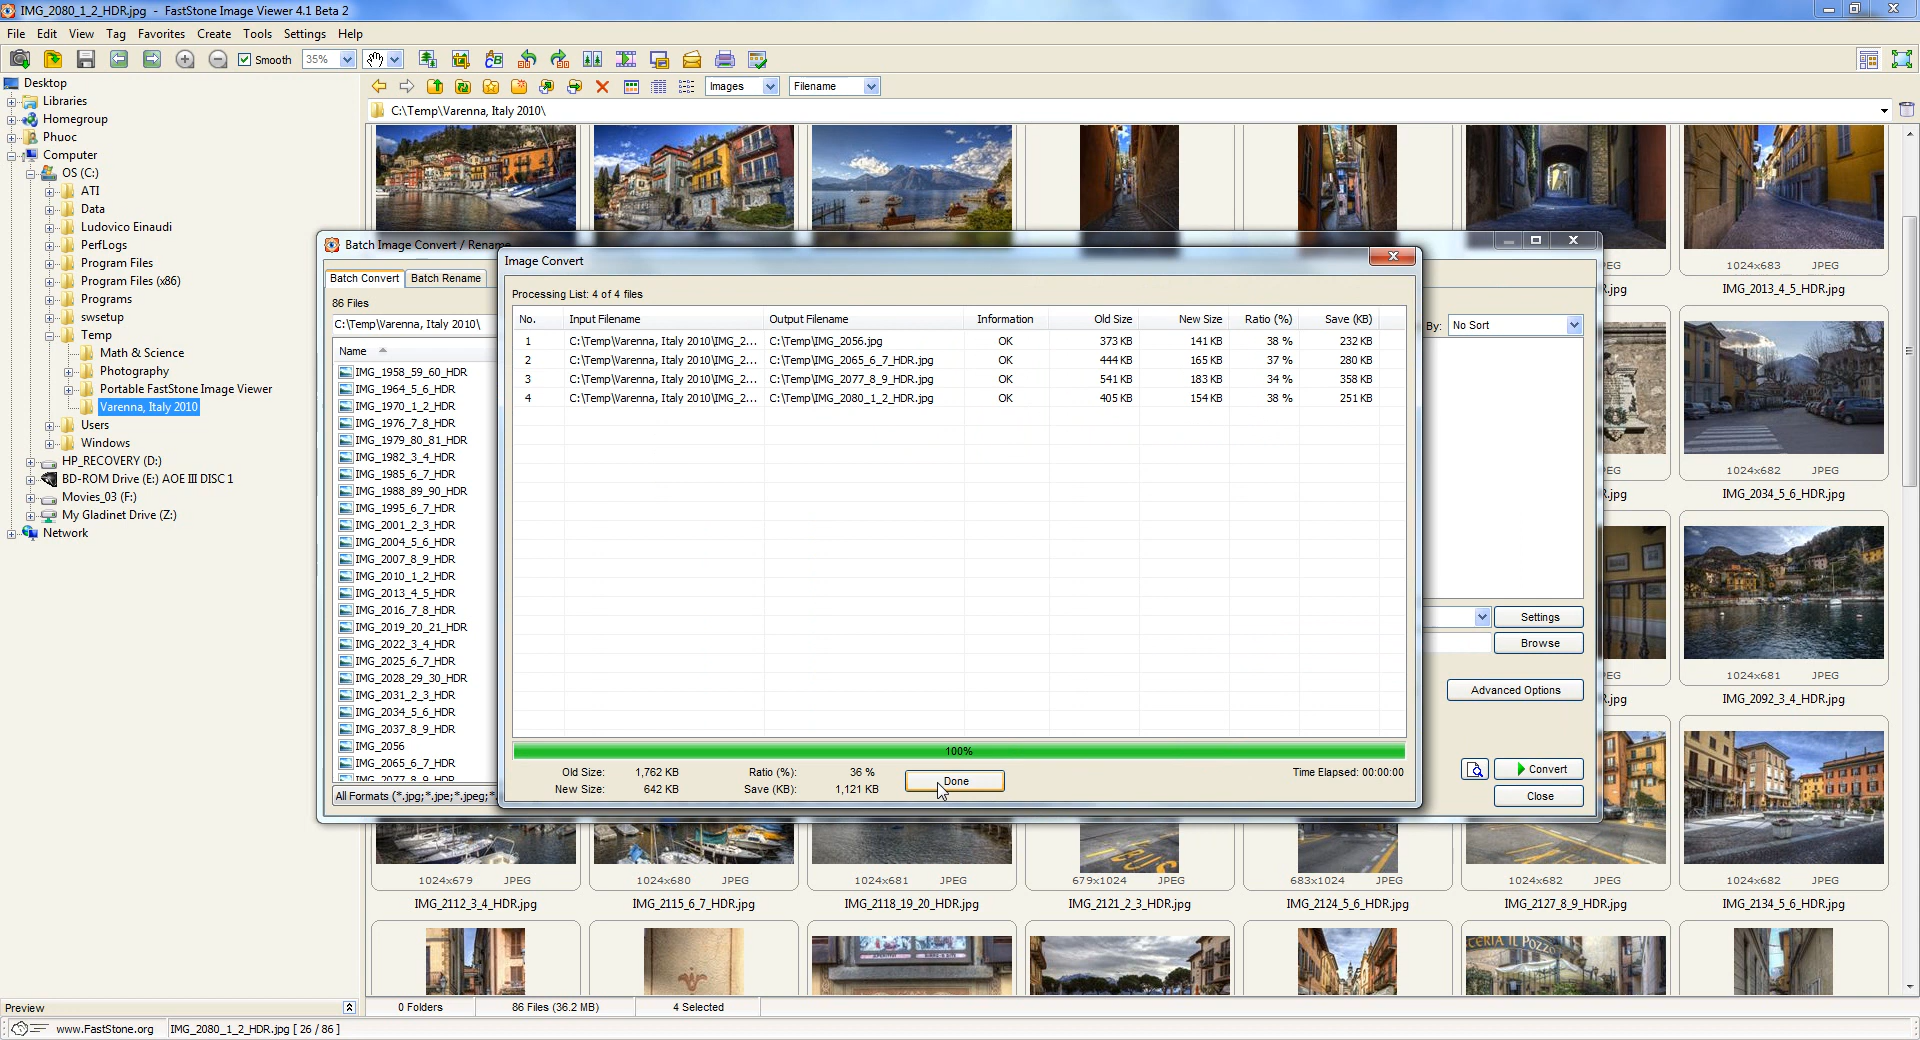 IMG_2080_1_2_HDR.jpg - FastStone Image Viewer 4.1 Beta 2
File Edit View Tag Favorites Create Tools Settings Help
Smooth 35%
Images Filename
C:\Temp\Varenna, Italy 2010\
Desktop
Libraries
Homegroup
Phuoc
Computer
OS (C:)
ATI
Data
Ludovico Einaudi
PerfLogs
Program Files
Program Files (x86)
Programs
swsetup
Temp
Math & Science
Photography
Portable FastStone Image Viewer
Varenna, Italy 2010
Users
Windows
HP_RECOVERY (D:)
BD-ROM Drive (E:) AOE III DISC 1
Movies_03 (F:)
My Gladinet Drive (Z:)
Network
Preview
Batch Image Convert / Rename
Batch Convert Batch Rename
86 Files
C:\Temp\Varenna, Italy 2010\
Name
IMG_1958_59_60_HDR
IMG_1964_5_6_HDR
IMG_1970_1_2_HDR
IMG_1976_7_8_HDR
IMG_1979_80_81_HDR
IMG_1982_3_4_HDR
IMG_1985_6_7_HDR
IMG_1988_89_90_HDR
IMG_1995_6_7_HDR
IMG_2001_2_3_HDR
IMG_2004_5_6_HDR
IMG_2007_8_9_HDR
IMG_2010_1_2_HDR
IMG_2013_4_5_HDR
IMG_2016_7_8_HDR
IMG_2019_20_21_HDR
IMG_2022_3_4_HDR
IMG_2025_6_7_HDR
IMG_2028_29_30_HDR
IMG_2031_2_3_HDR
IMG_2034_5_6_HDR
IMG_2037_8_9_HDR
IMG_2056
IMG_2065_6_7_HDR
IMG_2077_8_9_HDR
All Formats (*.jpg;*.jpe;*.jpeg;*.
Image Convert
Processing List: 4 of 4 files
No. Input Filename Output Filename Information Old Size New Size Ratio (%) Save (KB)
1 C:\Temp\Varenna, Italy 2010\IMG_2... C:\Temp\IMG_2056.jpg OK 373 KB 141 KB 38 % 232 KB
2 C:\Temp\Varenna, Italy 2010\IMG_2... C:\Temp\IMG_2065_6_7_HDR.jpg OK 444 KB 165 KB 37 % 280 KB
3 C:\Temp\Varenna, Italy 2010\IMG_2... C:\Temp\IMG_2077_8_9_HDR.jpg OK 541 KB 183 KB 34 % 358 KB
4 C:\Temp\Varenna, Italy 2010\IMG_2... C:\Temp\IMG_2080_1_2_HDR.jpg OK 405 KB 154 KB 38 % 251 KB
100%
Old Size: 1,762 KB Ratio (%): 36 % Done Time Elapsed: 00:00:00
New Size: 642 KB Save (KB): 1,121 KB
By: No Sort
Settings
Browse
Advanced Options
Convert
Close
PEG 1024x683 JPEG
R.jpg IMG_2013_4_5_HDR.jpg
PEG 1024x682 JPEG
R.jpg IMG_2034_5_6_HDR.jpg
PEG 1024x681 JPEG
R.jpg IMG_2092_3_4_HDR.jpg
1024x679 JPEG 1024x680 JPEG 1024x681 JPEG 679x1024 JPEG 683x1024 JPEG 1024x682 JPEG 1024x682 JPEG
IMG_2112_3_4_HDR.jpg IMG_2115_6_7_HDR.jpg IMG_2118_19_20_HDR.jpg IMG_2121_2_3_HDR.jpg IMG_2124_5_6_HDR.jpg IMG_2127_8_9_HDR.jpg IMG_2134_5_6_HDR.jpg
CERIA IL POZZO
0 Folders 86 Files (36.2 MB) 4 Selected
www.FastStone.org IMG_2080_1_2_HDR.jpg [ 26 / 86 ]